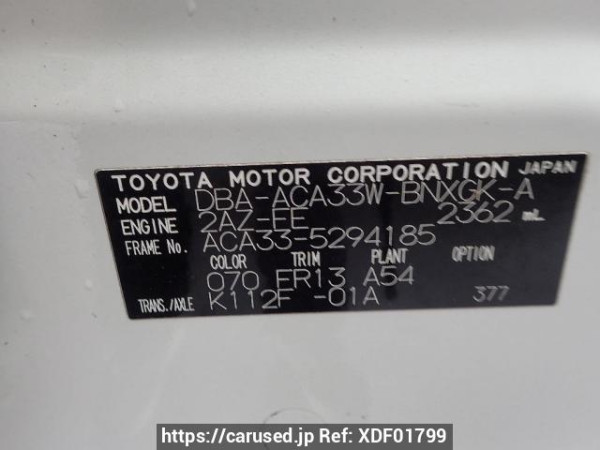 TOYOTA MOTOR CORPORATION JAPAN
MODEL DBA-ACA33W-BNXGK-A
ENGINE 2AZ-FE 2362 mL
FRAME NO. ACA33-5294185
COLOR TRIM PLANT OPTION
070 FR13 A54
TRANS./AXLE K112F -01A 377
https://carused.jp Ref: XDF01799